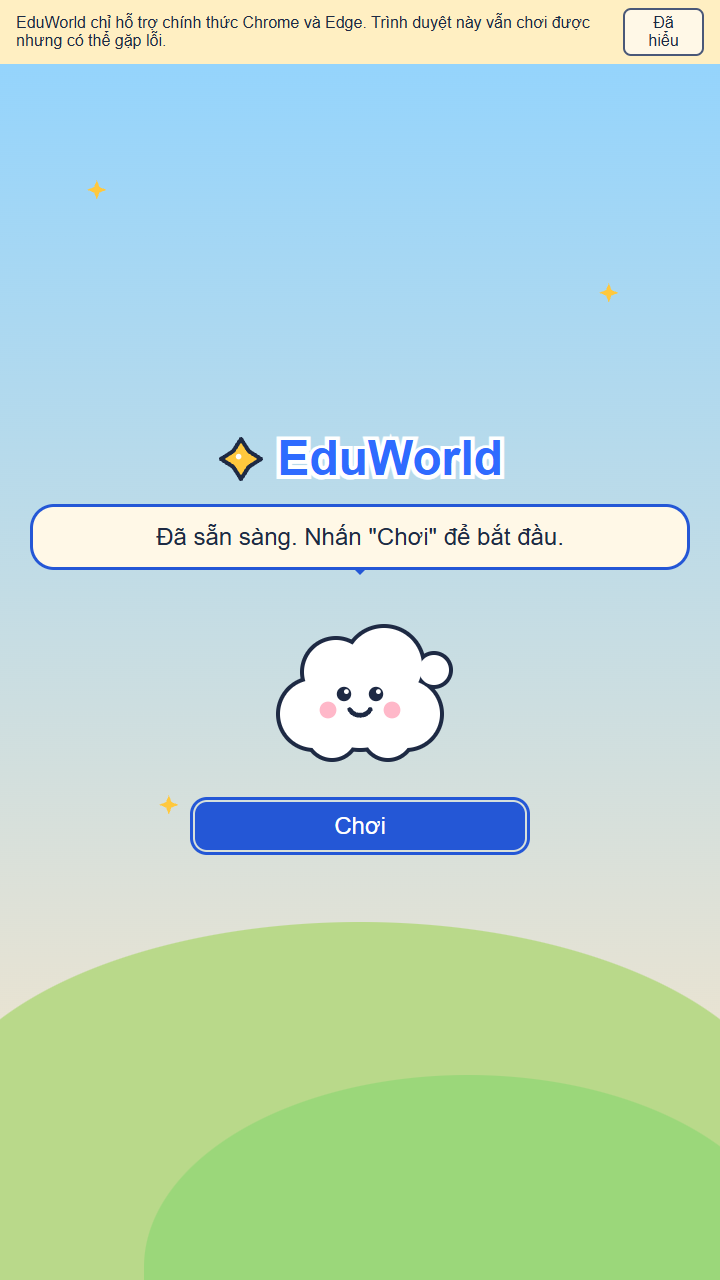 EduWorld chỉ hỗ trợ chính thức Chrome và Edge. Trình duyệt này vẫn chơi được
nhưng có thể gặp lỗi.
Đã
hiểu
EduWorld
Đã sẵn sàng. Nhấn "Chơi" để bắt đầu.
Chơi